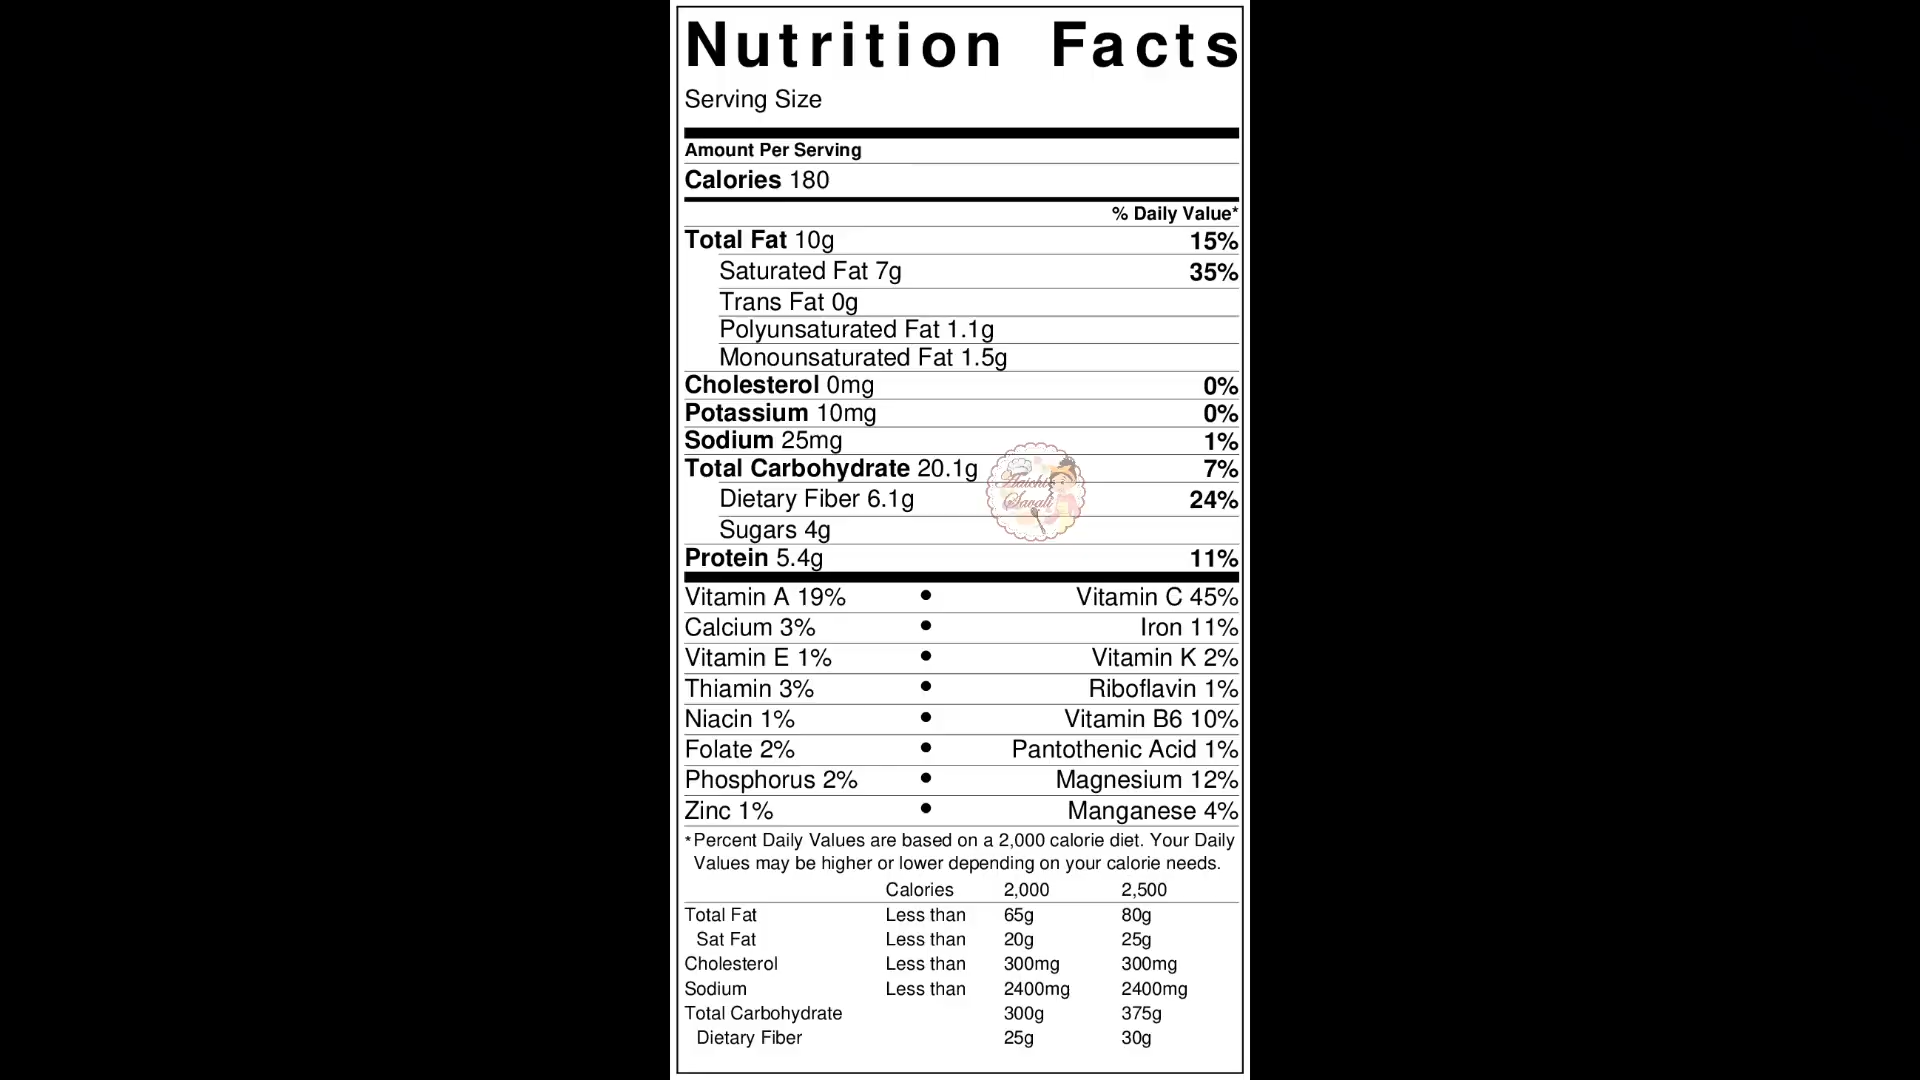 Nutrition Facts
Serving Size
Amount Per Serving
Calories 180
% Daily Value*
Total Fat 10g 15%
Saturated Fat 7g 35%
Trans Fat 0g
Polyunsaturated Fat 1.1g
Monounsaturated Fat 1.5g
Cholesterol 0mg 0%
Potassium 10mg 0%
Sodium 25mg 1%
Total Carbohydrate 20.1g 7%
Dietary Fiber 6.1g 24%
Sugars 4g
Protein 5.4g 11%
Vitamin A 19% • Vitamin C 45%
Calcium 3% • Iron 11%
Vitamin E 1% • Vitamin K 2%
Thiamin 3% • Riboflavin 1%
Niacin 1% • Vitamin B6 10%
Folate 2% • Pantothenic Acid 1%
Phosphorus 2% • Magnesium 12%
Zinc 1% • Manganese 4%
*Percent Daily Values are based on a 2,000 calorie diet. Your Daily
Values may be higher or lower depending on your calorie needs.
Calories 2,000 2,500
Total Fat Less than 65g 80g
Sat Fat Less than 20g 25g
Cholesterol Less than 300mg 300mg
Sodium Less than 2400mg 2400mg
Total Carbohydrate 300g 375g
Dietary Fiber 25g 30g